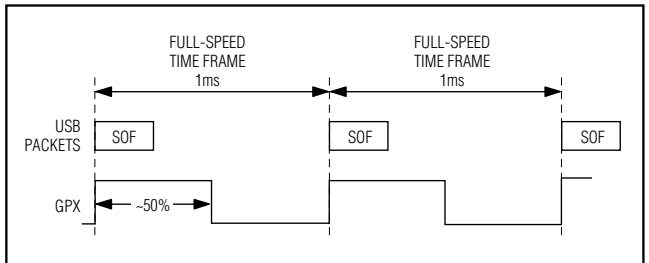 FULL-SPEED
TIME FRAME
1ms
FULL-SPEED
TIME FRAME
1ms
USB
PACKETS
SOF
SOF
SOF
GPX
~50%